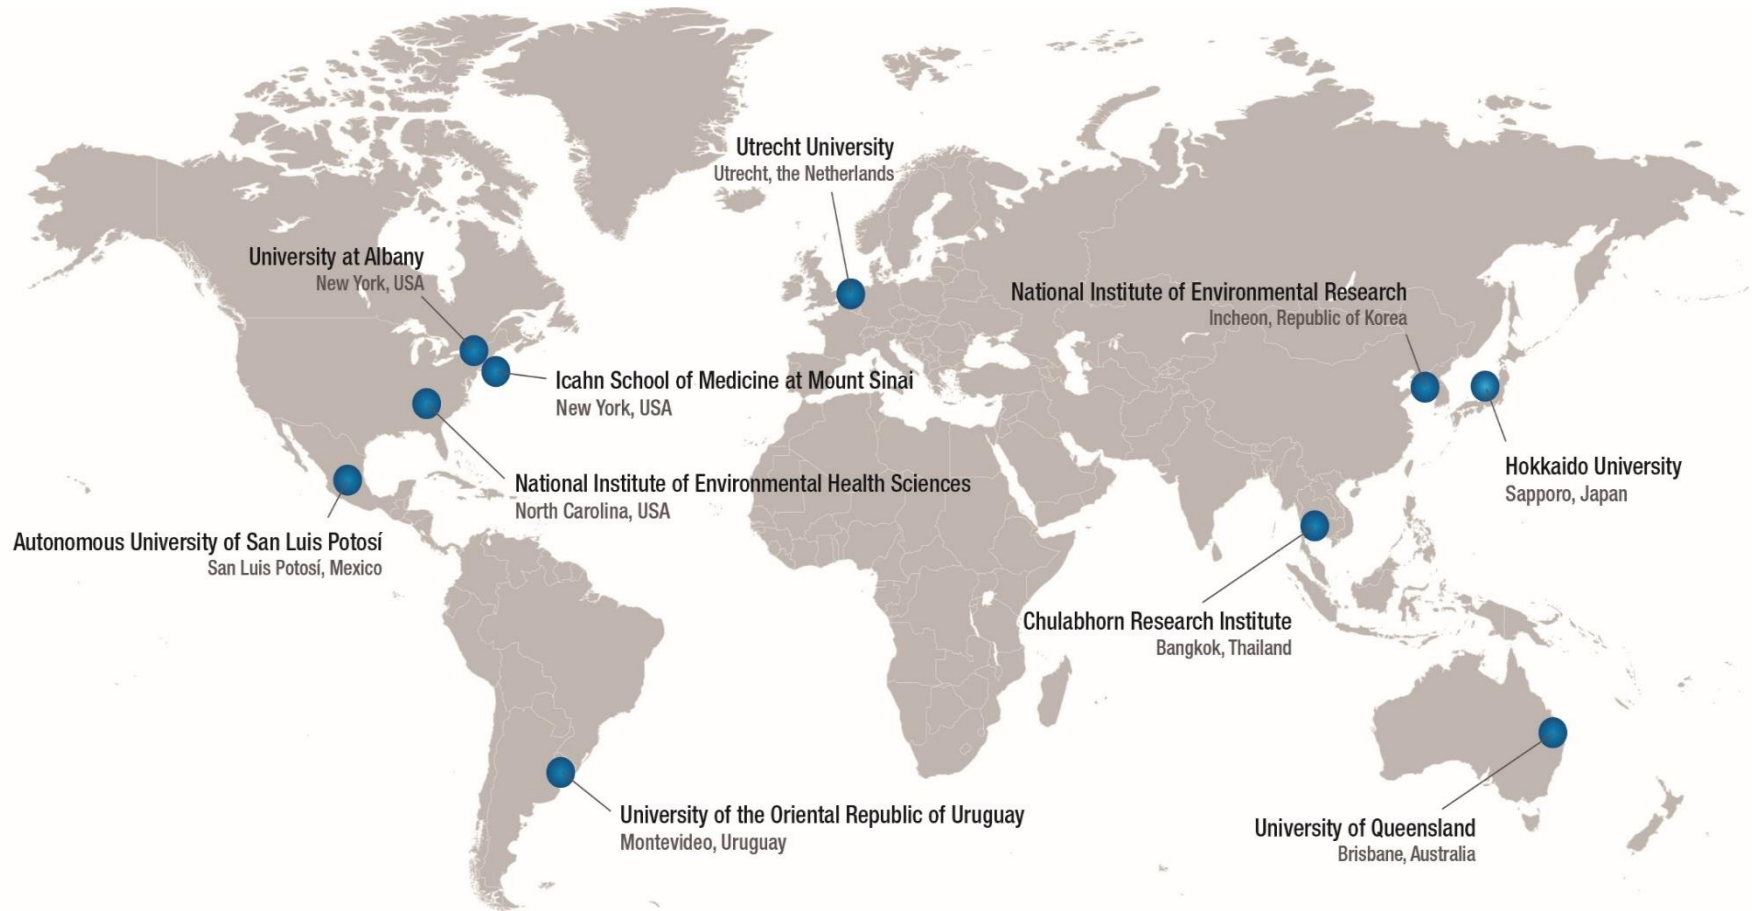 Utrecht University
Utrecht, the Netherlands
University at Albany
New York, USA
National Institute of Environmental Research
Incheon, Republic of Korea
Icahn School of Medicine at Mount Sinai
New York, USA
Hokkaido University
Sapporo, Japan
National Institute of Environmental Health Sciences
North Carolina, USA
Autonomous University of San Luis Potosí
San Luis Potosí, Mexico
Chulabhorn Research Institute
Bangkok, Thailand
University of the Oriental Republic of Uruguay
Montevideo, Uruguay
University of Queensland
Brisbane, Australia